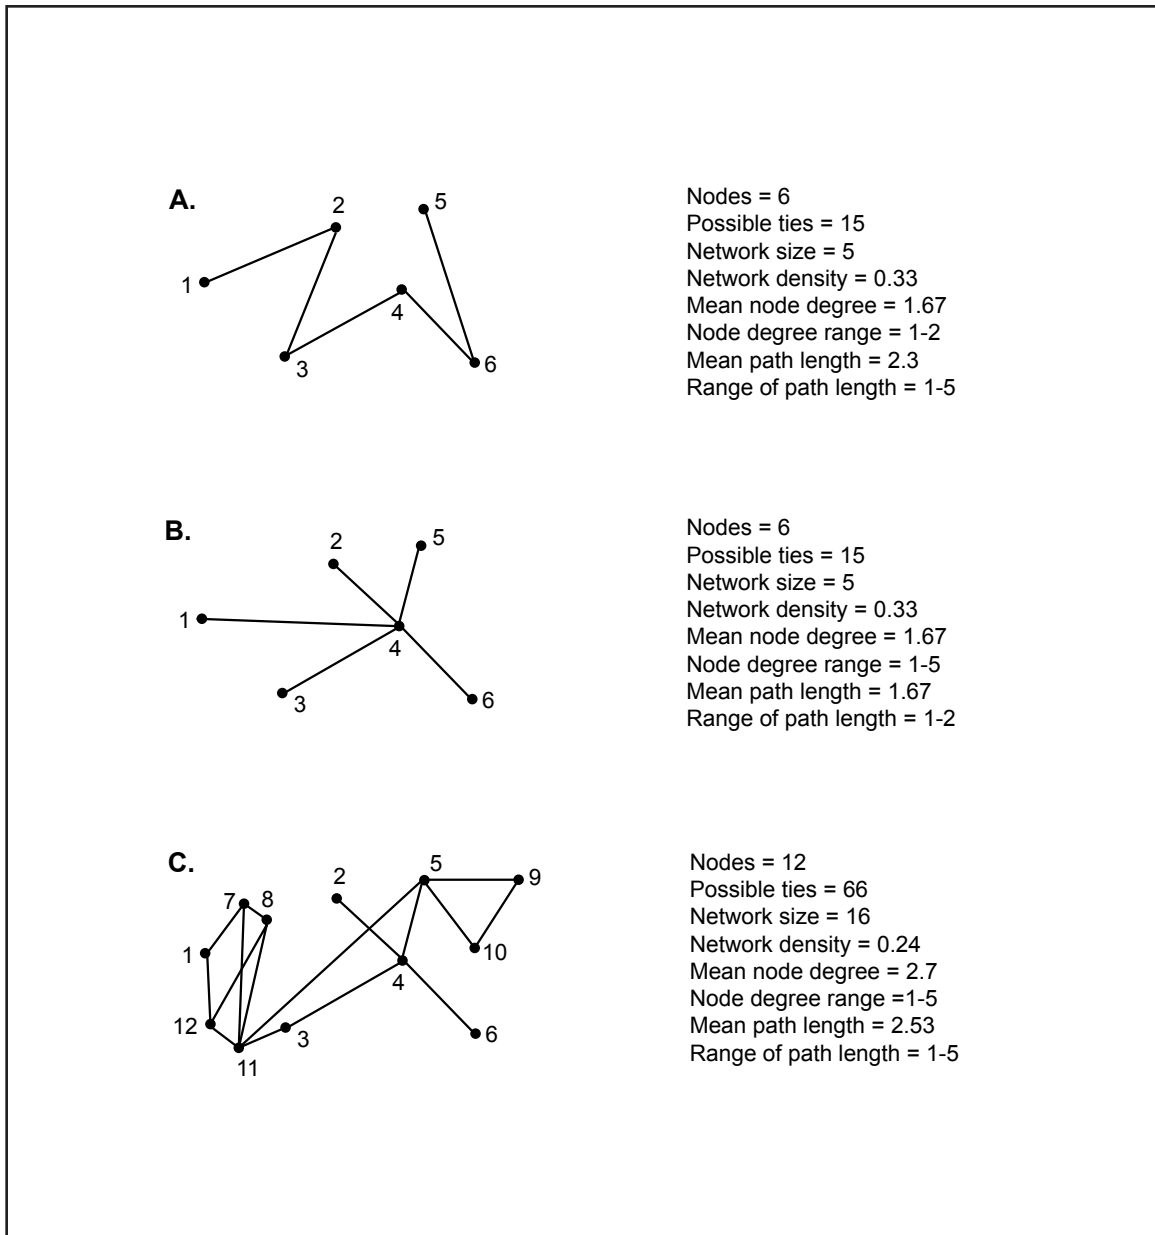 A.
2
5
1
4
3
6
Nodes = 6
Possible ties = 15
Network size = 5
Network density = 0.33
Mean node degree = 1.67
Node degree range = 1-2
Mean path length = 2.3
Range of path length = 1-5
B.
2
5
1
4
3
6
Nodes = 6
Possible ties = 15
Network size = 5
Network density = 0.33
Mean node degree = 1.67
Node degree range = 1-5
Mean path length = 1.67
Range of path length = 1-2
C.
2
5
9
7
8
1
10
4
12
3
6
11
Nodes = 12
Possible ties = 66
Network size = 16
Network density = 0.24
Mean node degree = 2.7
Node degree range =1-5
Mean path length = 2.53
Range of path length = 1-5